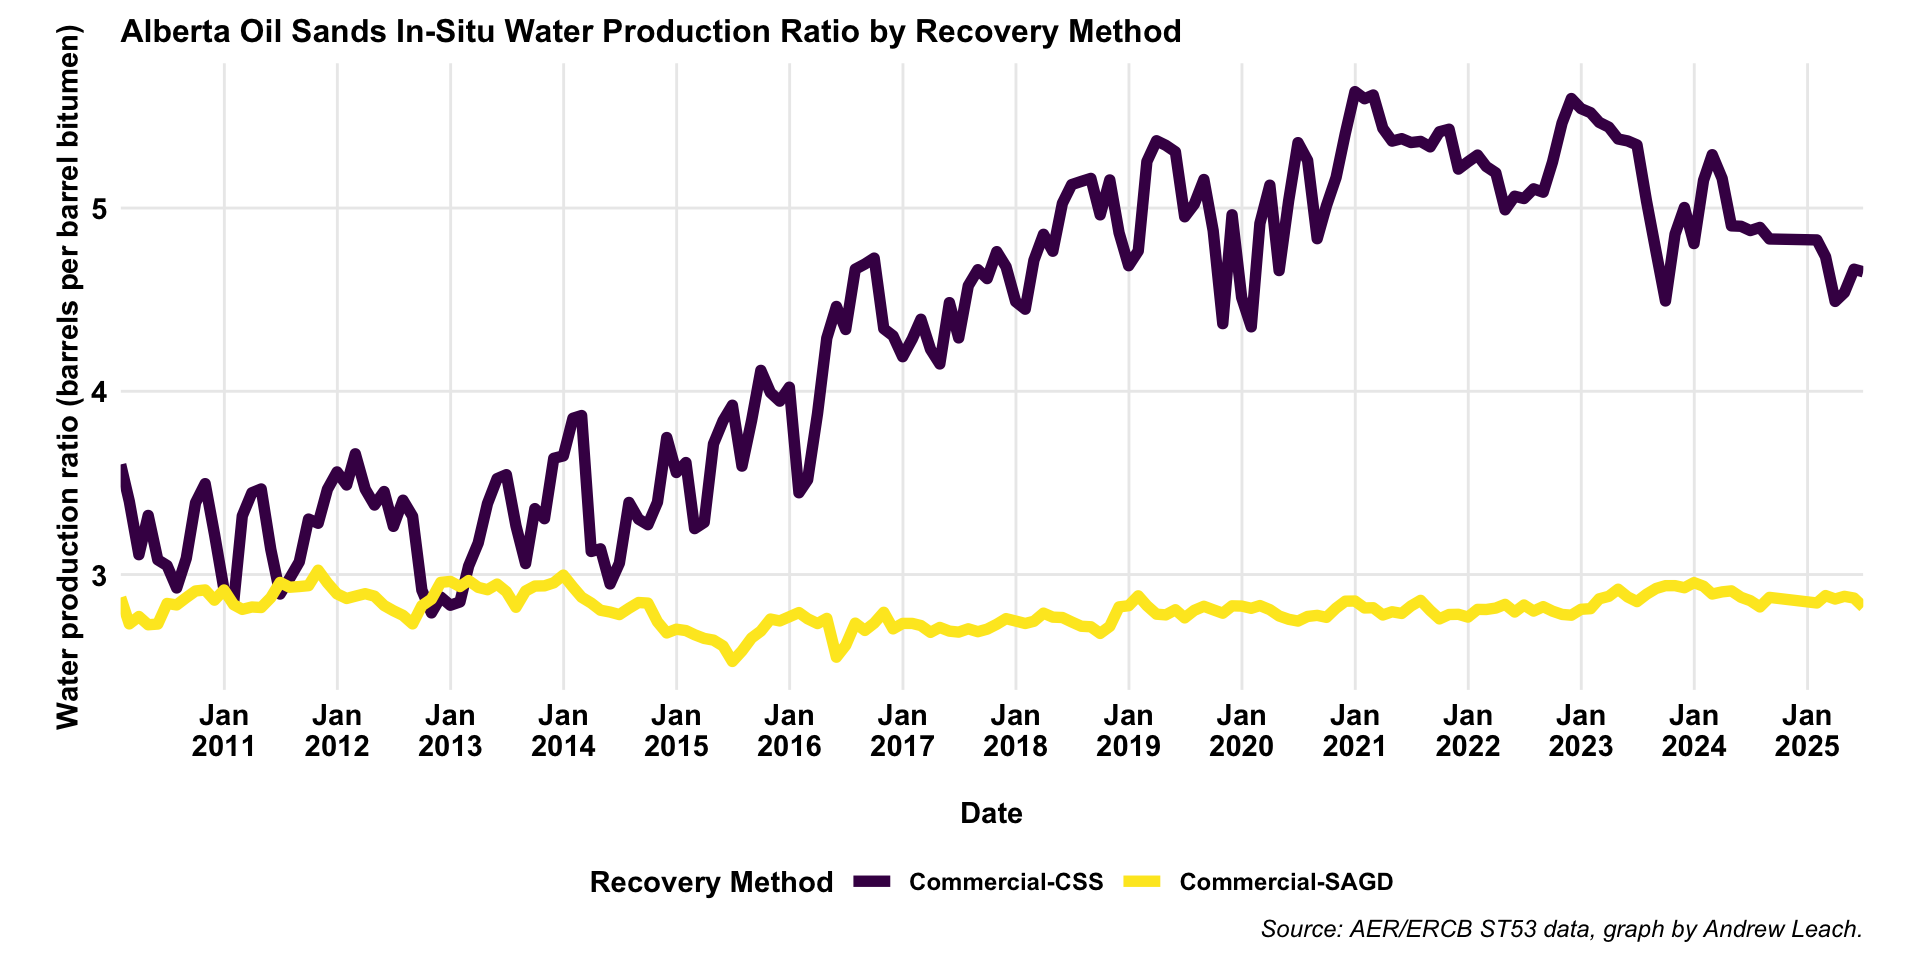 Alberta Oil Sands In-Situ Water Production Ratio by Recovery Method
Water production ratio (barrels per barrel bitumen)
5
4
3
Jan 2011
Jan 2012
Jan 2013
Jan 2014
Jan 2015
Jan 2016
Jan 2017
Jan 2018
Jan 2019
Jan 2020
Jan 2021
Jan 2022
Jan 2023
Jan 2024
Jan 2025
Date
Recovery Method Commercial-CSS Commercial-SAGD
Source: AER/ERCB ST53 data, graph by Andrew Leach.